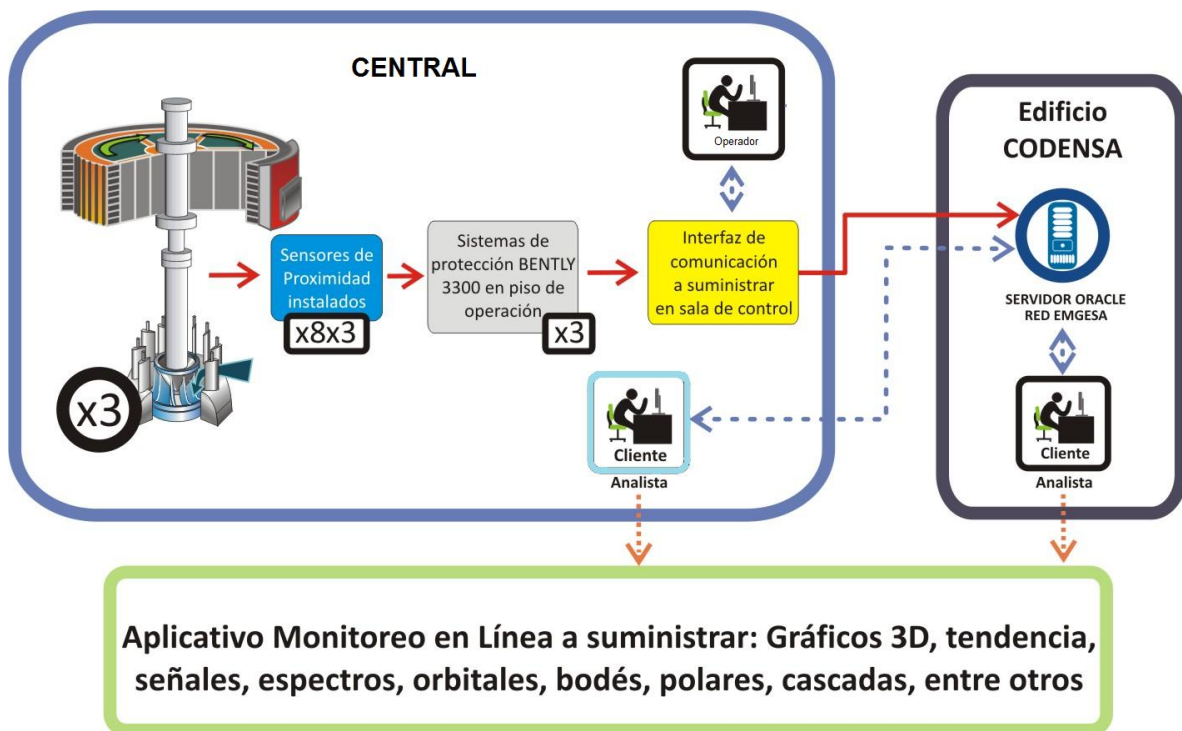 CENTRAL
Operador
Edificio
CODENSA
Sensores de
Proximidad
instalados
x8x3
Sistemas de
protección BENTLY
3300 en piso de
operación
x3
Interfaz de
comunicación
a suministrar
en sala de control
SERVIDOR ORACLE
RED EMGESA
x3
Cliente
Analista
Cliente
Analista
Aplicativo Monitoreo en Línea a suministrar: Gráficos 3D, tendencia,
señales, espectros, orbitales, bodés, polares, cascadas, entre otros